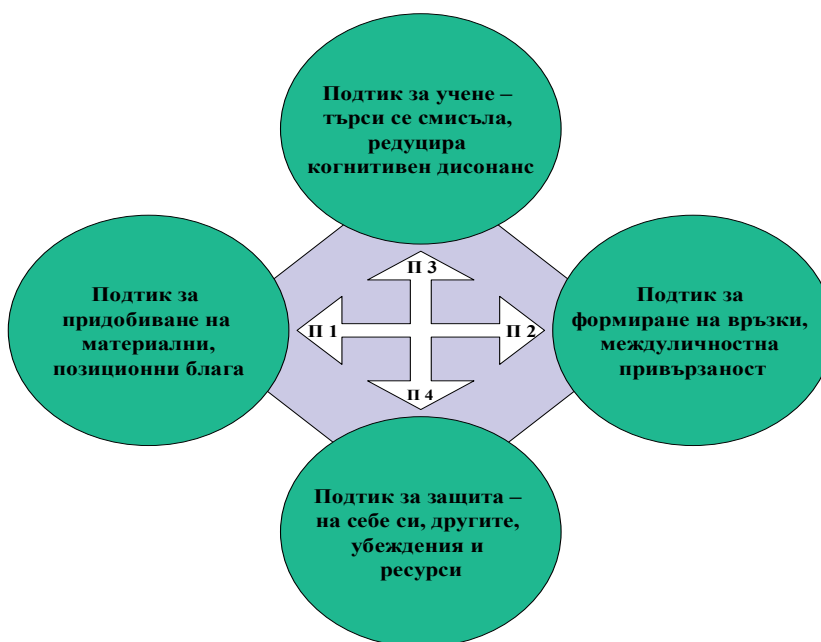 Подтик за учене –
търси се смисъла,
редуцира
когнитивен дисонанс
П 3
Подтик за
придобиване на
материални,
позиционни блага
П 1
П 2
Подтик за
формиране на връзки,
междуличностна
привързаност
П 4
Подтик за защита –
на себе си, другите,
убеждения и
ресурси